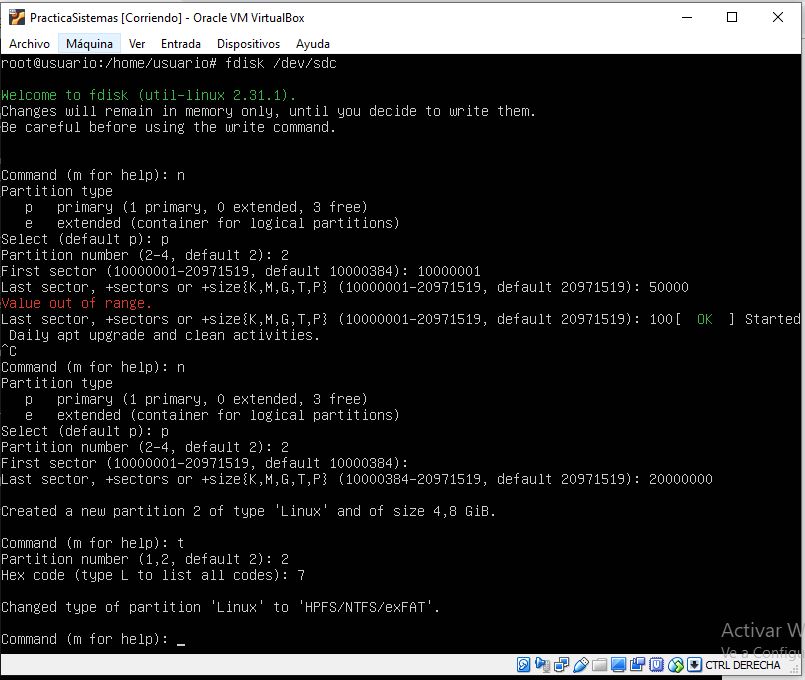 PracticaSistemas [Corriendo] - Oracle VM VirtualBox
Archivo Máquina Ver Entrada Dispositivos Ayuda
root@usuario:/home/usuario# fdisk /dev/sdc
Welcome to fdisk (util-linux 2.31.1).
Changes will remain in memory only, until you decide to write them.
Be careful before using the write command.
Command (m for help): n
Partition type
   p   primary (1 primary, 0 extended, 3 free)
   e   extended (container for logical partitions)
Select (default p): p
Partition number (2-4, default 2): 2
First sector (10000001-20971519, default 10000384): 10000001
Last sector, +sectors or +size{K,M,G,T,P} (10000001-20971519, default 20971519): 50000
Value out of range.
Last sector, +sectors or +size{K,M,G,T,P} (10000001-20971519, default 20971519): 100[  OK  ] Started
 Daily apt upgrade and clean activities.
^C
Command (m for help): n
Partition type
   p   primary (1 primary, 0 extended, 3 free)
   e   extended (container for logical partitions)
Select (default p): p
Partition number (2-4, default 2): 2
First sector (10000001-20971519, default 10000384):
Last sector, +sectors or +size{K,M,G,T,P} (10000384-20971519, default 20971519): 20000000
Created a new partition 2 of type 'Linux' and of size 4,8 GiB.
Command (m for help): t
Partition number (1,2, default 2): 2
Hex code (type L to list all codes): 7
Changed type of partition 'Linux' to 'HPFS/NTFS/exFAT'.
Command (m for help): _
Activar W
Ve a Configu
CTRL DERECHA